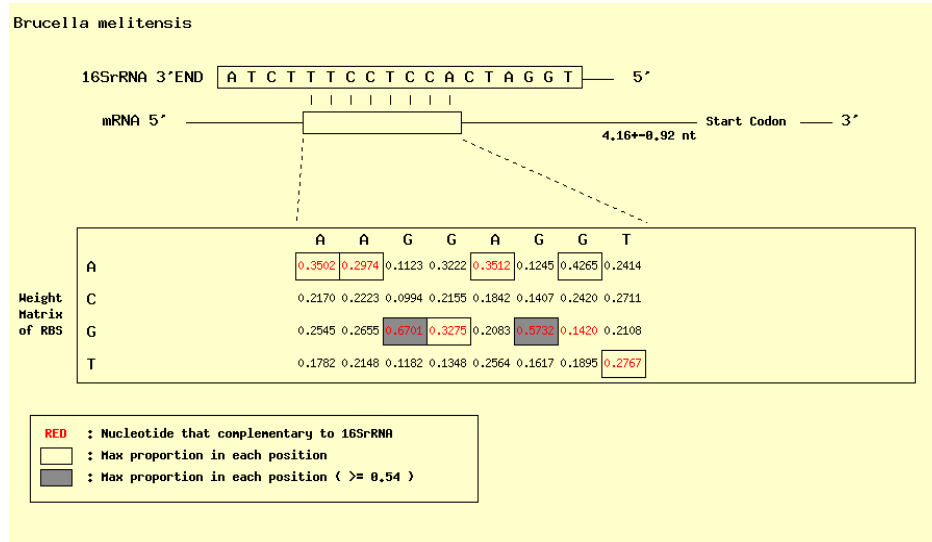 Brucella melitensis
16SrRNA 3'END A T C T T T C C T C C A C T A G G T 5'
mRNA 5' Start Codon 3'
4.16+-0.92 nt
A A G G A G G T
A 0.3502 0.2974 0.1123 0.3222 0.3512 0.1245 0.4265 0.2414
Weight Matrix of RBS
C 0.2170 0.2223 0.0994 0.2155 0.1842 0.1407 0.2420 0.2711
G 0.2545 0.2655 0.6701 0.3275 0.2083 0.5732 0.1420 0.2108
T 0.1782 0.2148 0.1182 0.1348 0.2564 0.1617 0.1895 0.2767
RED : Nucleotide that complementary to 16SrRNA
: Max proportion in each position
: Max proportion in each position ( >= 0.54 )